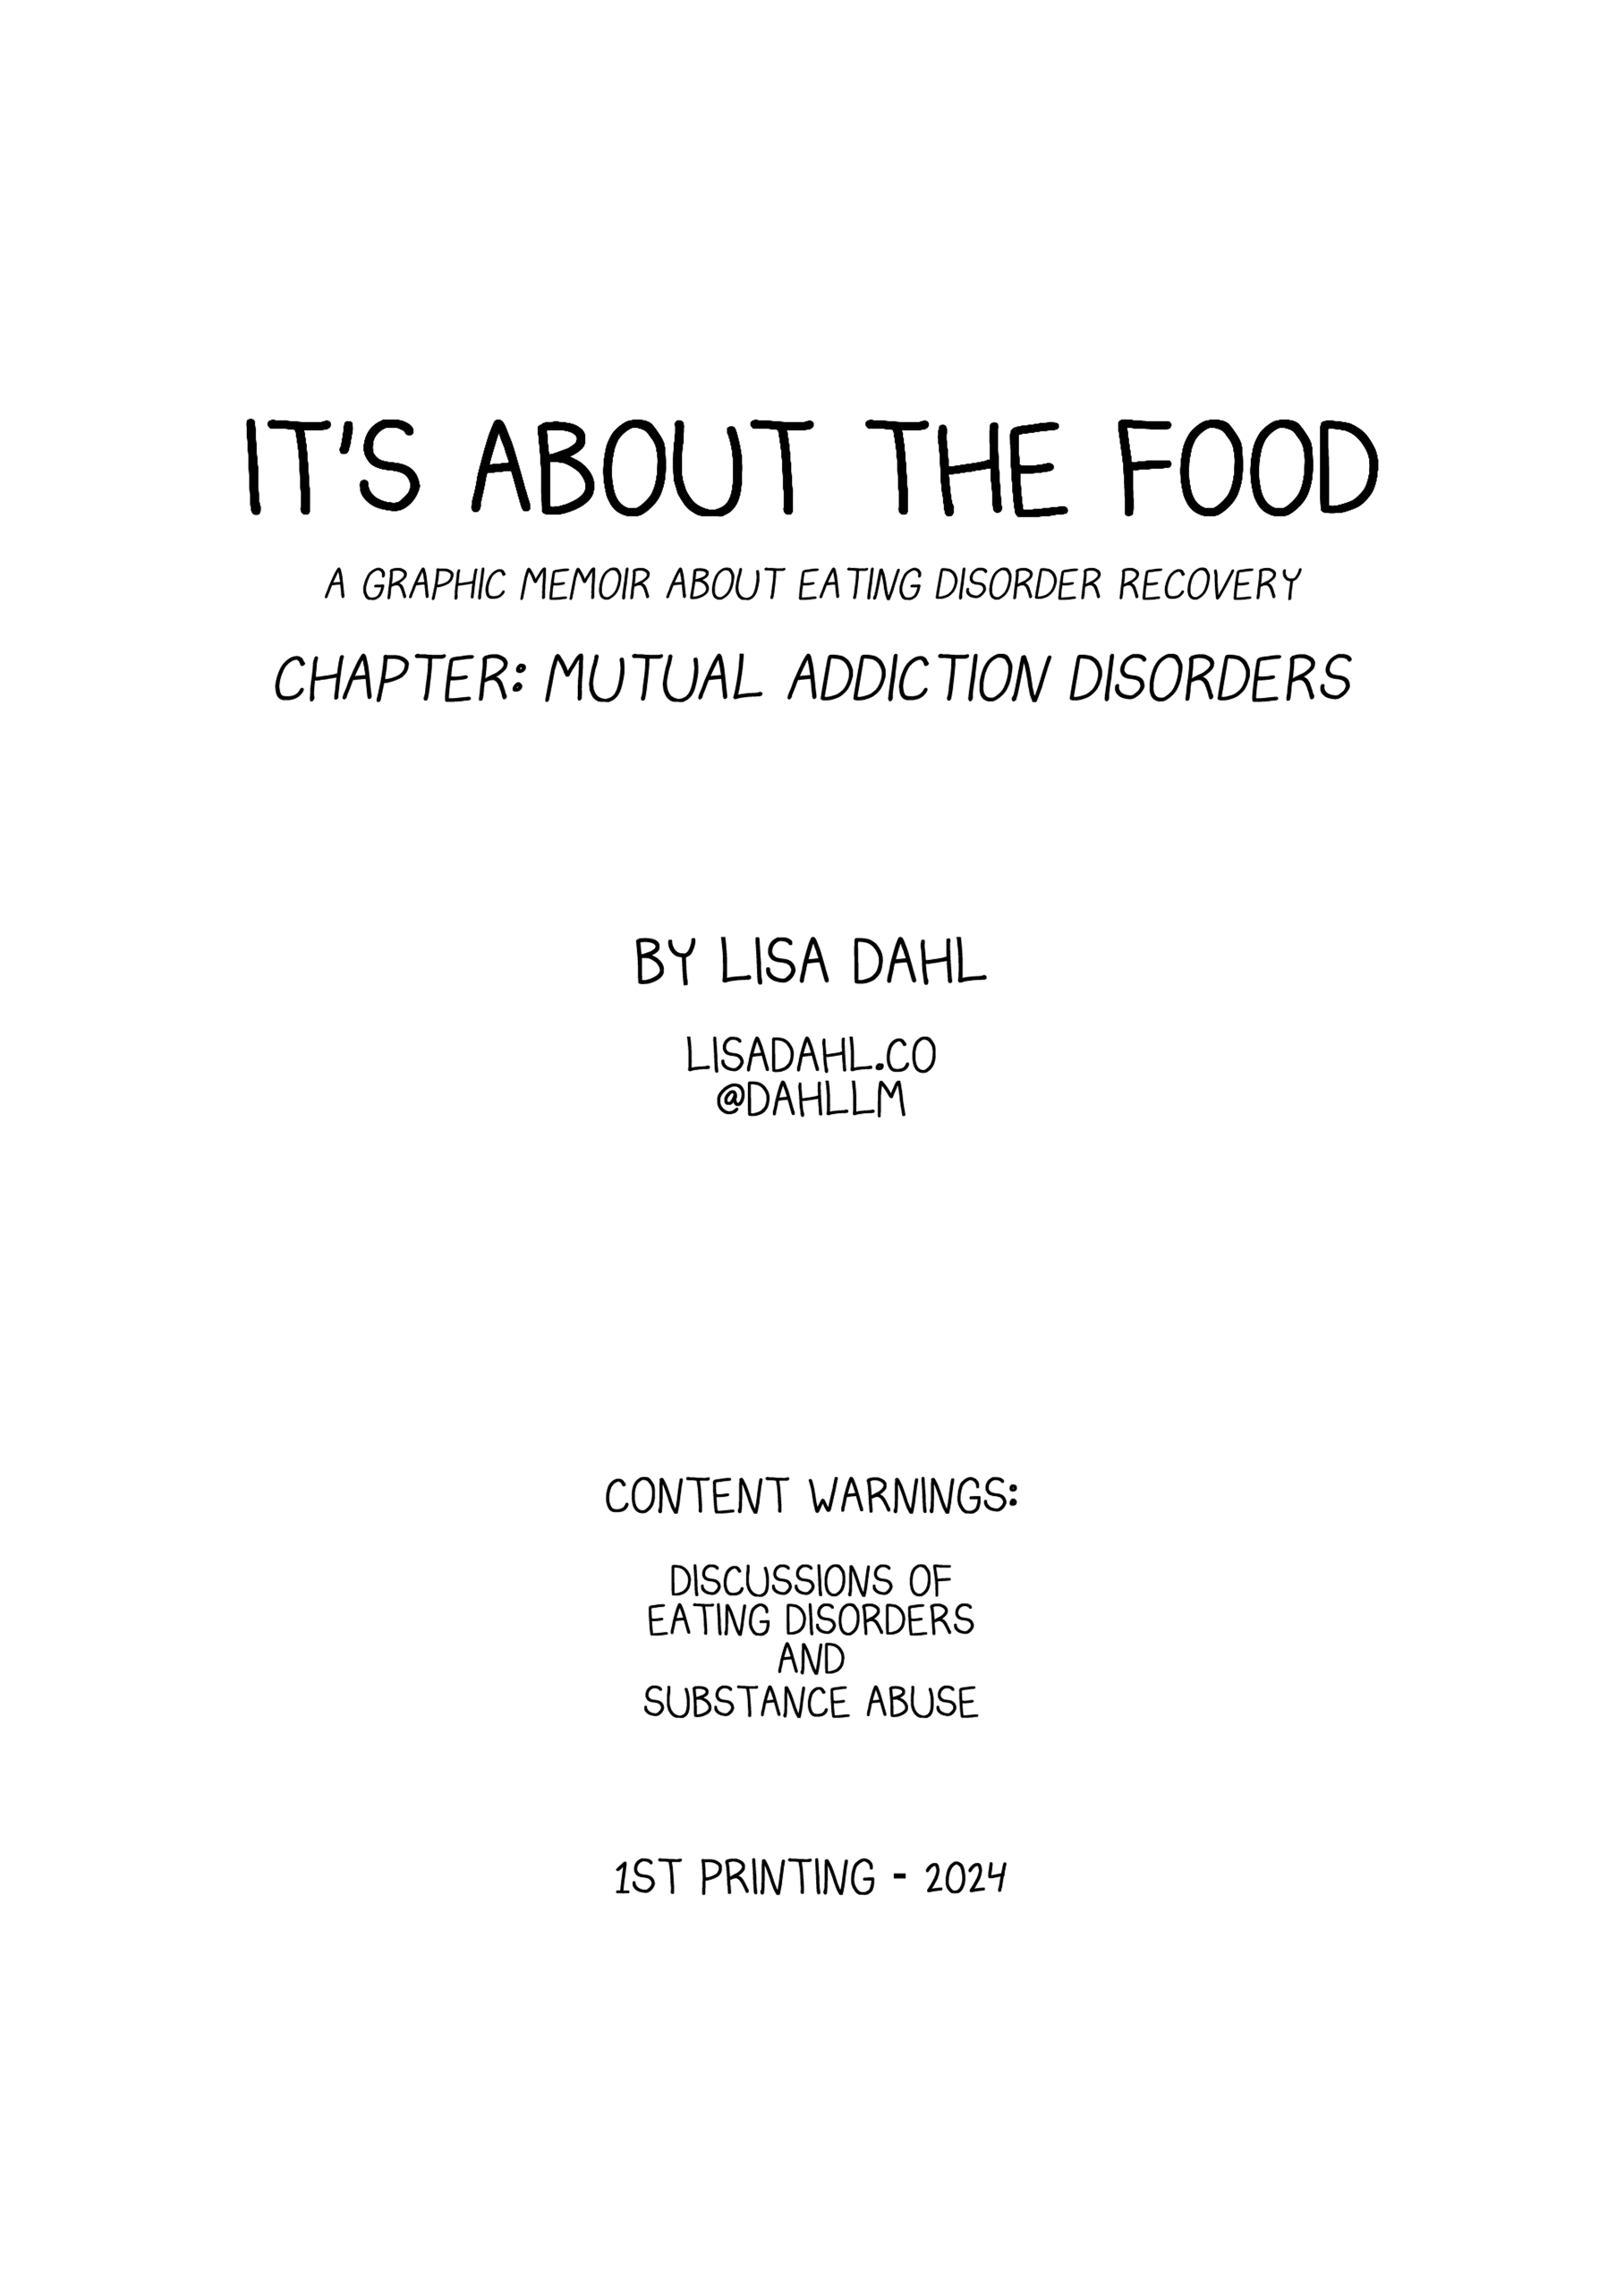 IT'S ABOUT THE FOOD
A GRAPHIC MEMOIR ABOUT EATING DISORDER RECOVERY
CHAPTER: MUTUAL ADDICTION DISORDERS
BY LISA DAHL
LISADAHL.CO
@DAHLLM
CONTENT WARNINGS:
DISCUSSIONS OF
EATING DISORDERS
AND
SUBSTANCE ABUSE
1ST PRINTING - 2024